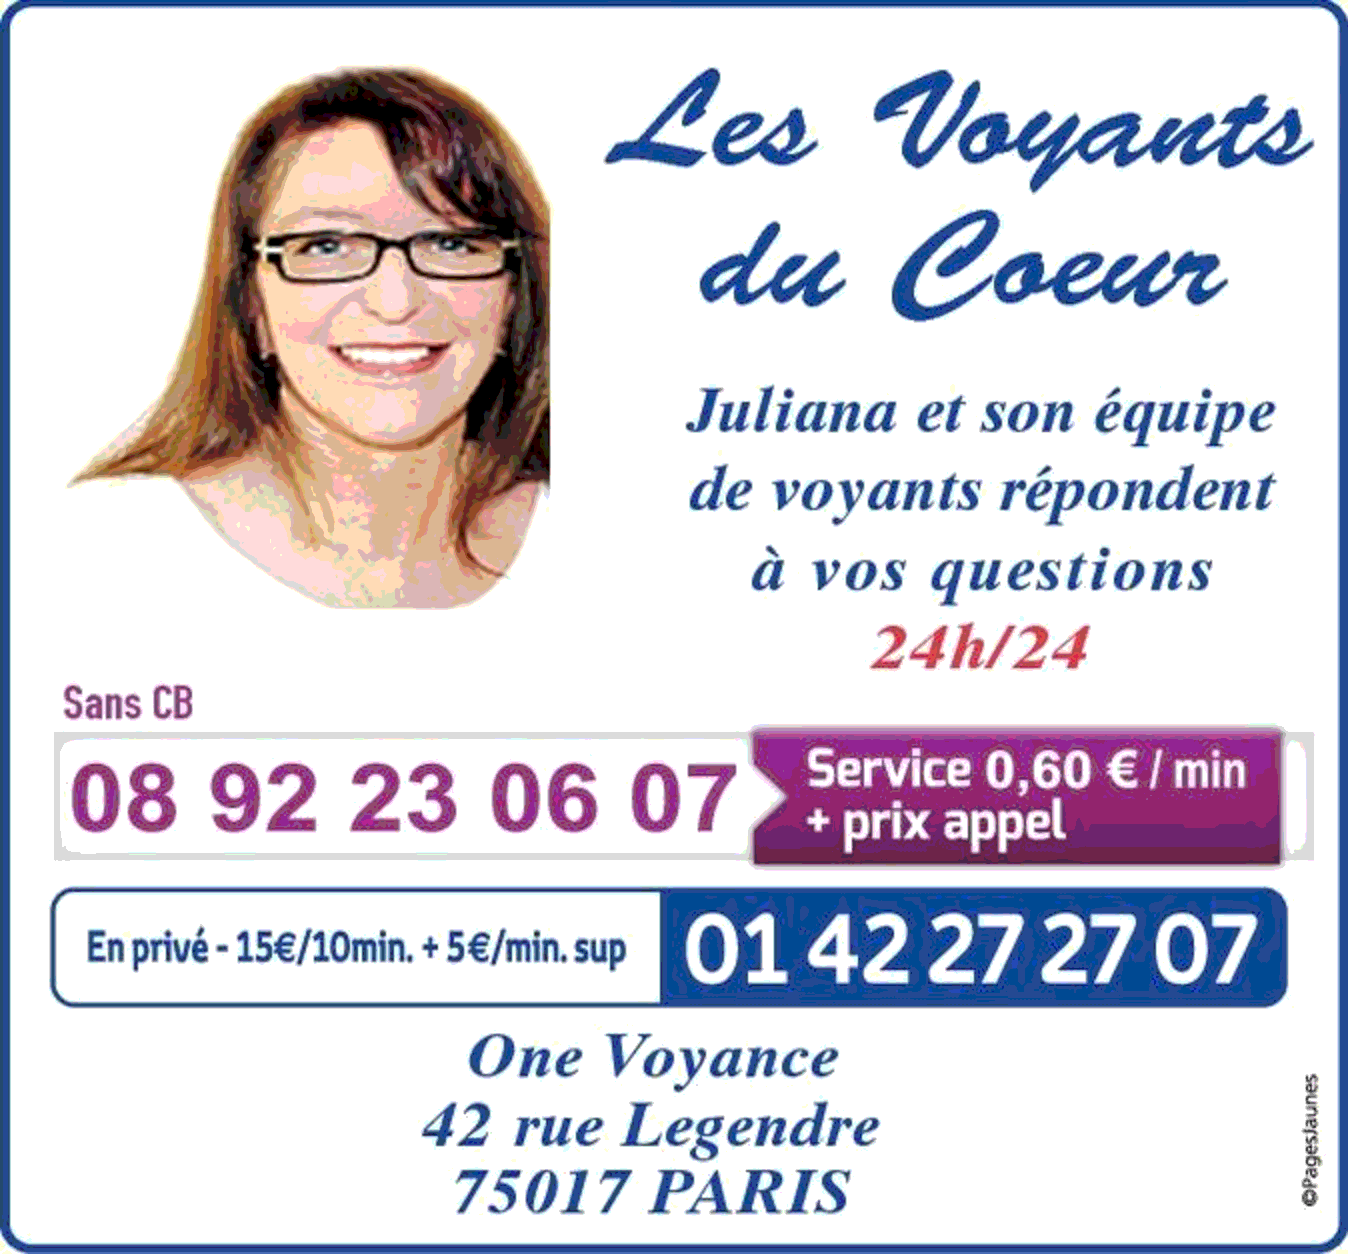 Les Voyants
du Coeur
Juliana et son équipe
de voyants répondent
à vos questions
24h/24
Sans CB
08 92 23 06 07
Service 0,60 € / min
+ prix appel
En privé - 15€/10min. + 5€/min. sup
01 42 27 27 07
One Voyance
42 rue Legendre
75017 PARIS
©PagesJaunes